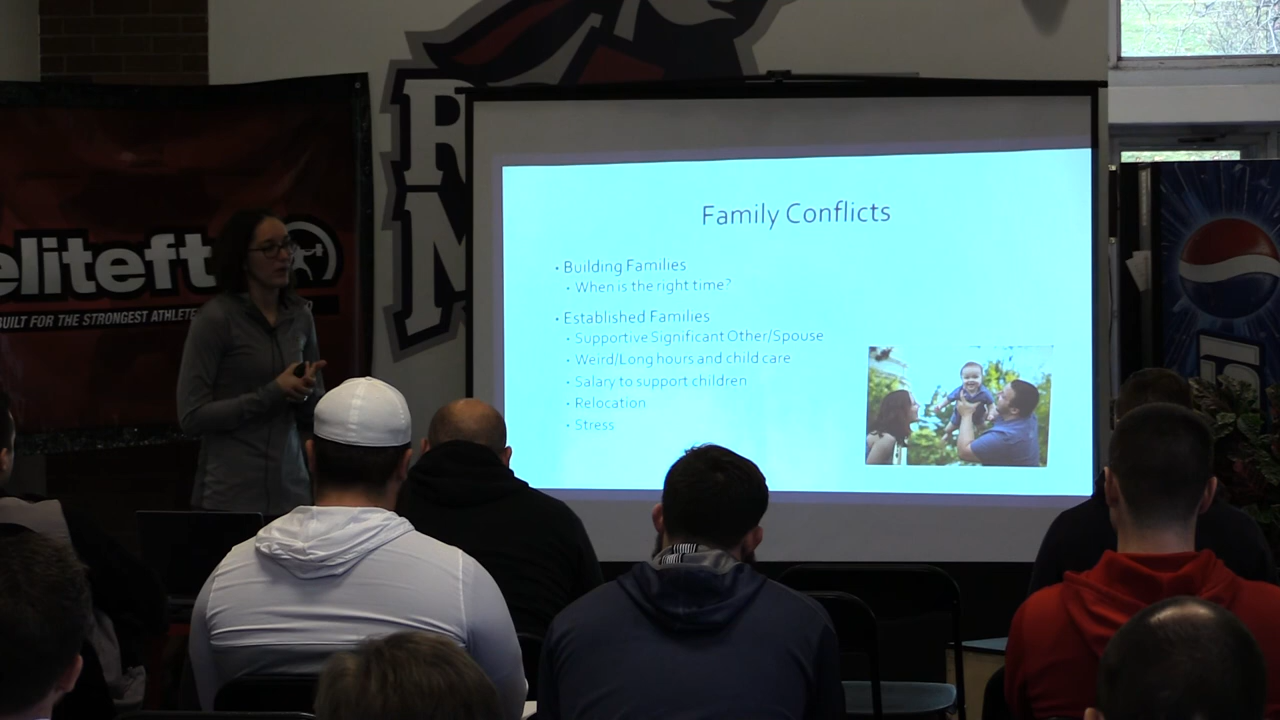 eliteft
BUILT FOR THE STRONGEST ATHLETE
R
M
Family Conflicts
• Building Families
• When is the right time?
• Established Families
• Supportive Significant Other/Spouse
• Weird/Long hours and child care
• Salary to support children
• Relocation
• Stress